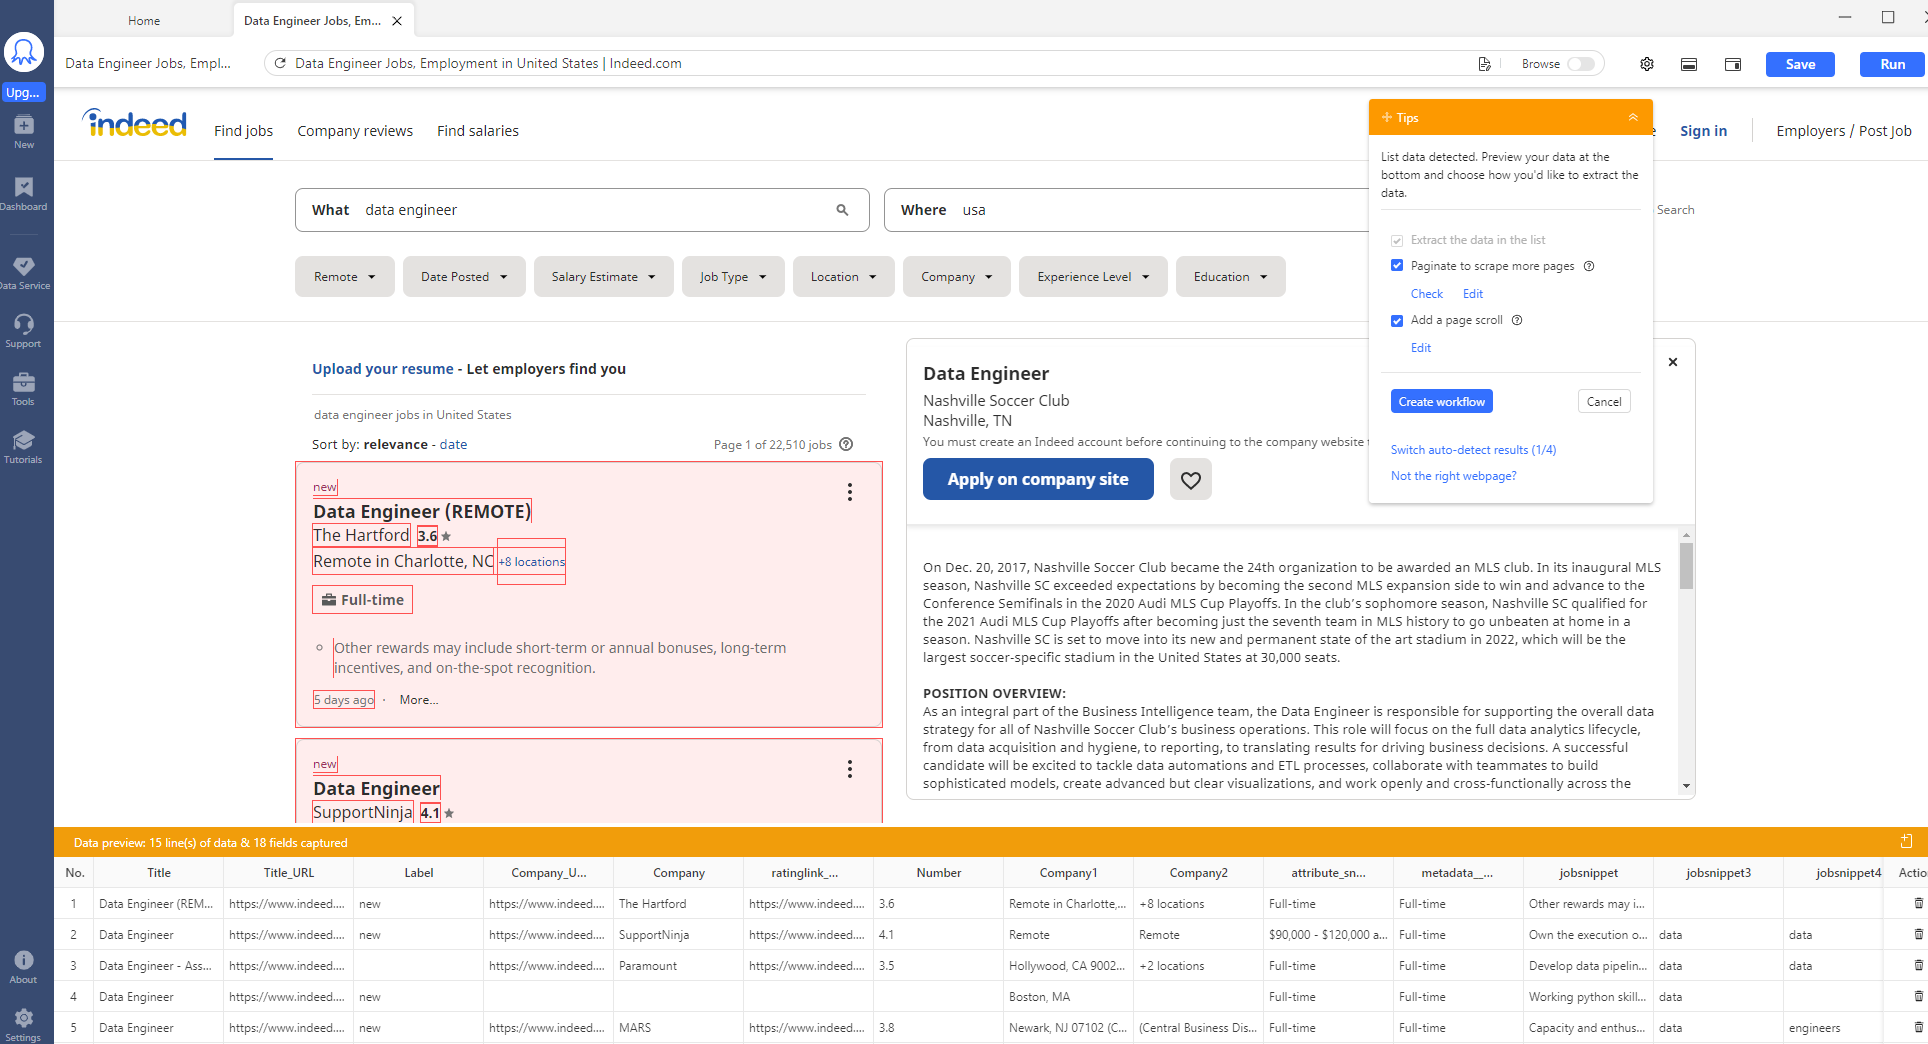 Home
Data Engineer Jobs, Em...
Data Engineer Jobs, Empl...
Data Engineer Jobs, Employment in United States | Indeed.com
Browse
Save
Run
Upg...
New
Dashboard
Data Service
Support
Tools
Tutorials
About
Settings
indeed
Find jobs
Company reviews
Find salaries
Sign in
Employers / Post Job
What data engineer
Where usa
Search
Remote
Date Posted
Salary Estimate
Job Type
Location
Company
Experience Level
Education
Tips
List data detected. Preview your data at the
bottom and choose how you'd like to extract the
data.
Extract the data in the list
Paginate to scrape more pages
Check Edit
Add a page scroll
Edit
Create workflow
Cancel
Switch auto-detect results (1/4)
Not the right webpage?
Upload your resume - Let employers find you
data engineer jobs in United States
Sort by: relevance - date
Page 1 of 22,510 jobs
new
Data Engineer (REMOTE)
The Hartford 3.6
Remote in Charlotte, NC +8 locations
Full-time
Other rewards may include short-term or annual bonuses, long-term
incentives, and on-the-spot recognition.
5 days ago · More...
new
Data Engineer
SupportNinja 4.1
Data Engineer
Nashville Soccer Club
Nashville, TN
You must create an Indeed account before continuing to the company website
Apply on company site
On Dec. 20, 2017, Nashville Soccer Club became the 24th organization to be awarded an MLS club. In its inaugural MLS
season, Nashville SC exceeded expectations by becoming the second MLS expansion side to win and advance to the
Conference Semifinals in the 2020 Audi MLS Cup Playoffs. In the club's sophomore season, Nashville SC qualified for
the 2021 Audi MLS Cup Playoffs after becoming just the seventh team in MLS history to go unbeaten at home in a
season. Nashville SC is set to move into its new and permanent state of the art stadium in 2022, which will be the
largest soccer-specific stadium in the United States at 30,000 seats.
POSITION OVERVIEW:
As an integral part of the Business Intelligence team, the Data Engineer is responsible for supporting the overall data
strategy for all of Nashville Soccer Club's business operations. This role will focus on the full data analytics lifecycle,
from data acquisition and hygiene, to reporting, to translating results for driving business decisions. A successful
candidate will be excited to tackle data automations and ETL processes, collaborate with teammates to build
sophisticated models, create advanced but clear visualizations, and work openly and cross-functionally across the
Data preview: 15 line(s) of data & 18 fields captured
No. Title Title_URL Label Company_U... Company ratinglink_... Number Company1 Company2 attribute_sn... metadata__... jobsnippet jobsnippet3 jobsnippet4 Actio
1 Data Engineer (REM... https://www.indeed.... new https://www.indeed.... The Hartford https://www.indeed.... 3.6 Remote in Charlotte,... +8 locations Full-time Full-time Other rewards may i...
2 Data Engineer https://www.indeed.... new https://www.indeed.... SupportNinja https://www.indeed.... 4.1 Remote Remote $90,000 - $120,000 a... Full-time Own the execution o... data data
3 Data Engineer - Ass... https://www.indeed.... https://www.indeed.... Paramount https://www.indeed.... 3.5 Hollywood, CA 9002... +2 locations Full-time Full-time Develop data pipelin... data data
4 Data Engineer https://www.indeed.... new Boston, MA Full-time Full-time Working python skill... data
5 Data Engineer https://www.indeed.... new https://www.indeed.... MARS https://www.indeed.... 3.8 Newark, NJ 07102 (C... (Central Business Dis... Full-time Full-time Capacity and enthus... data engineers